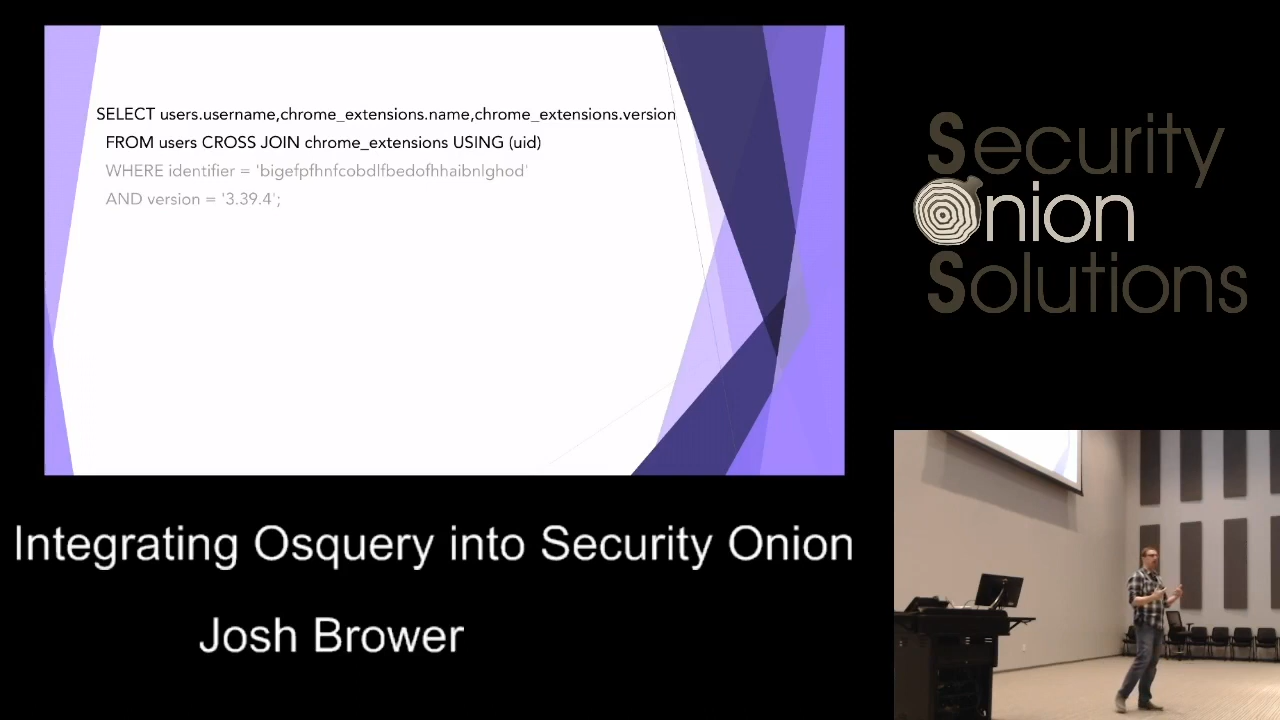 SELECT users.username,chrome_extensions.name,chrome_extensions.version
FROM users CROSS JOIN chrome_extensions USING (uid)
WHERE identifier = 'bigefpfhnfcobdlfbedofhhaibnlghod'
AND version = '3.39.4';
Security
Onion
Solutions
Integrating Osquery into Security Onion
Josh Brower